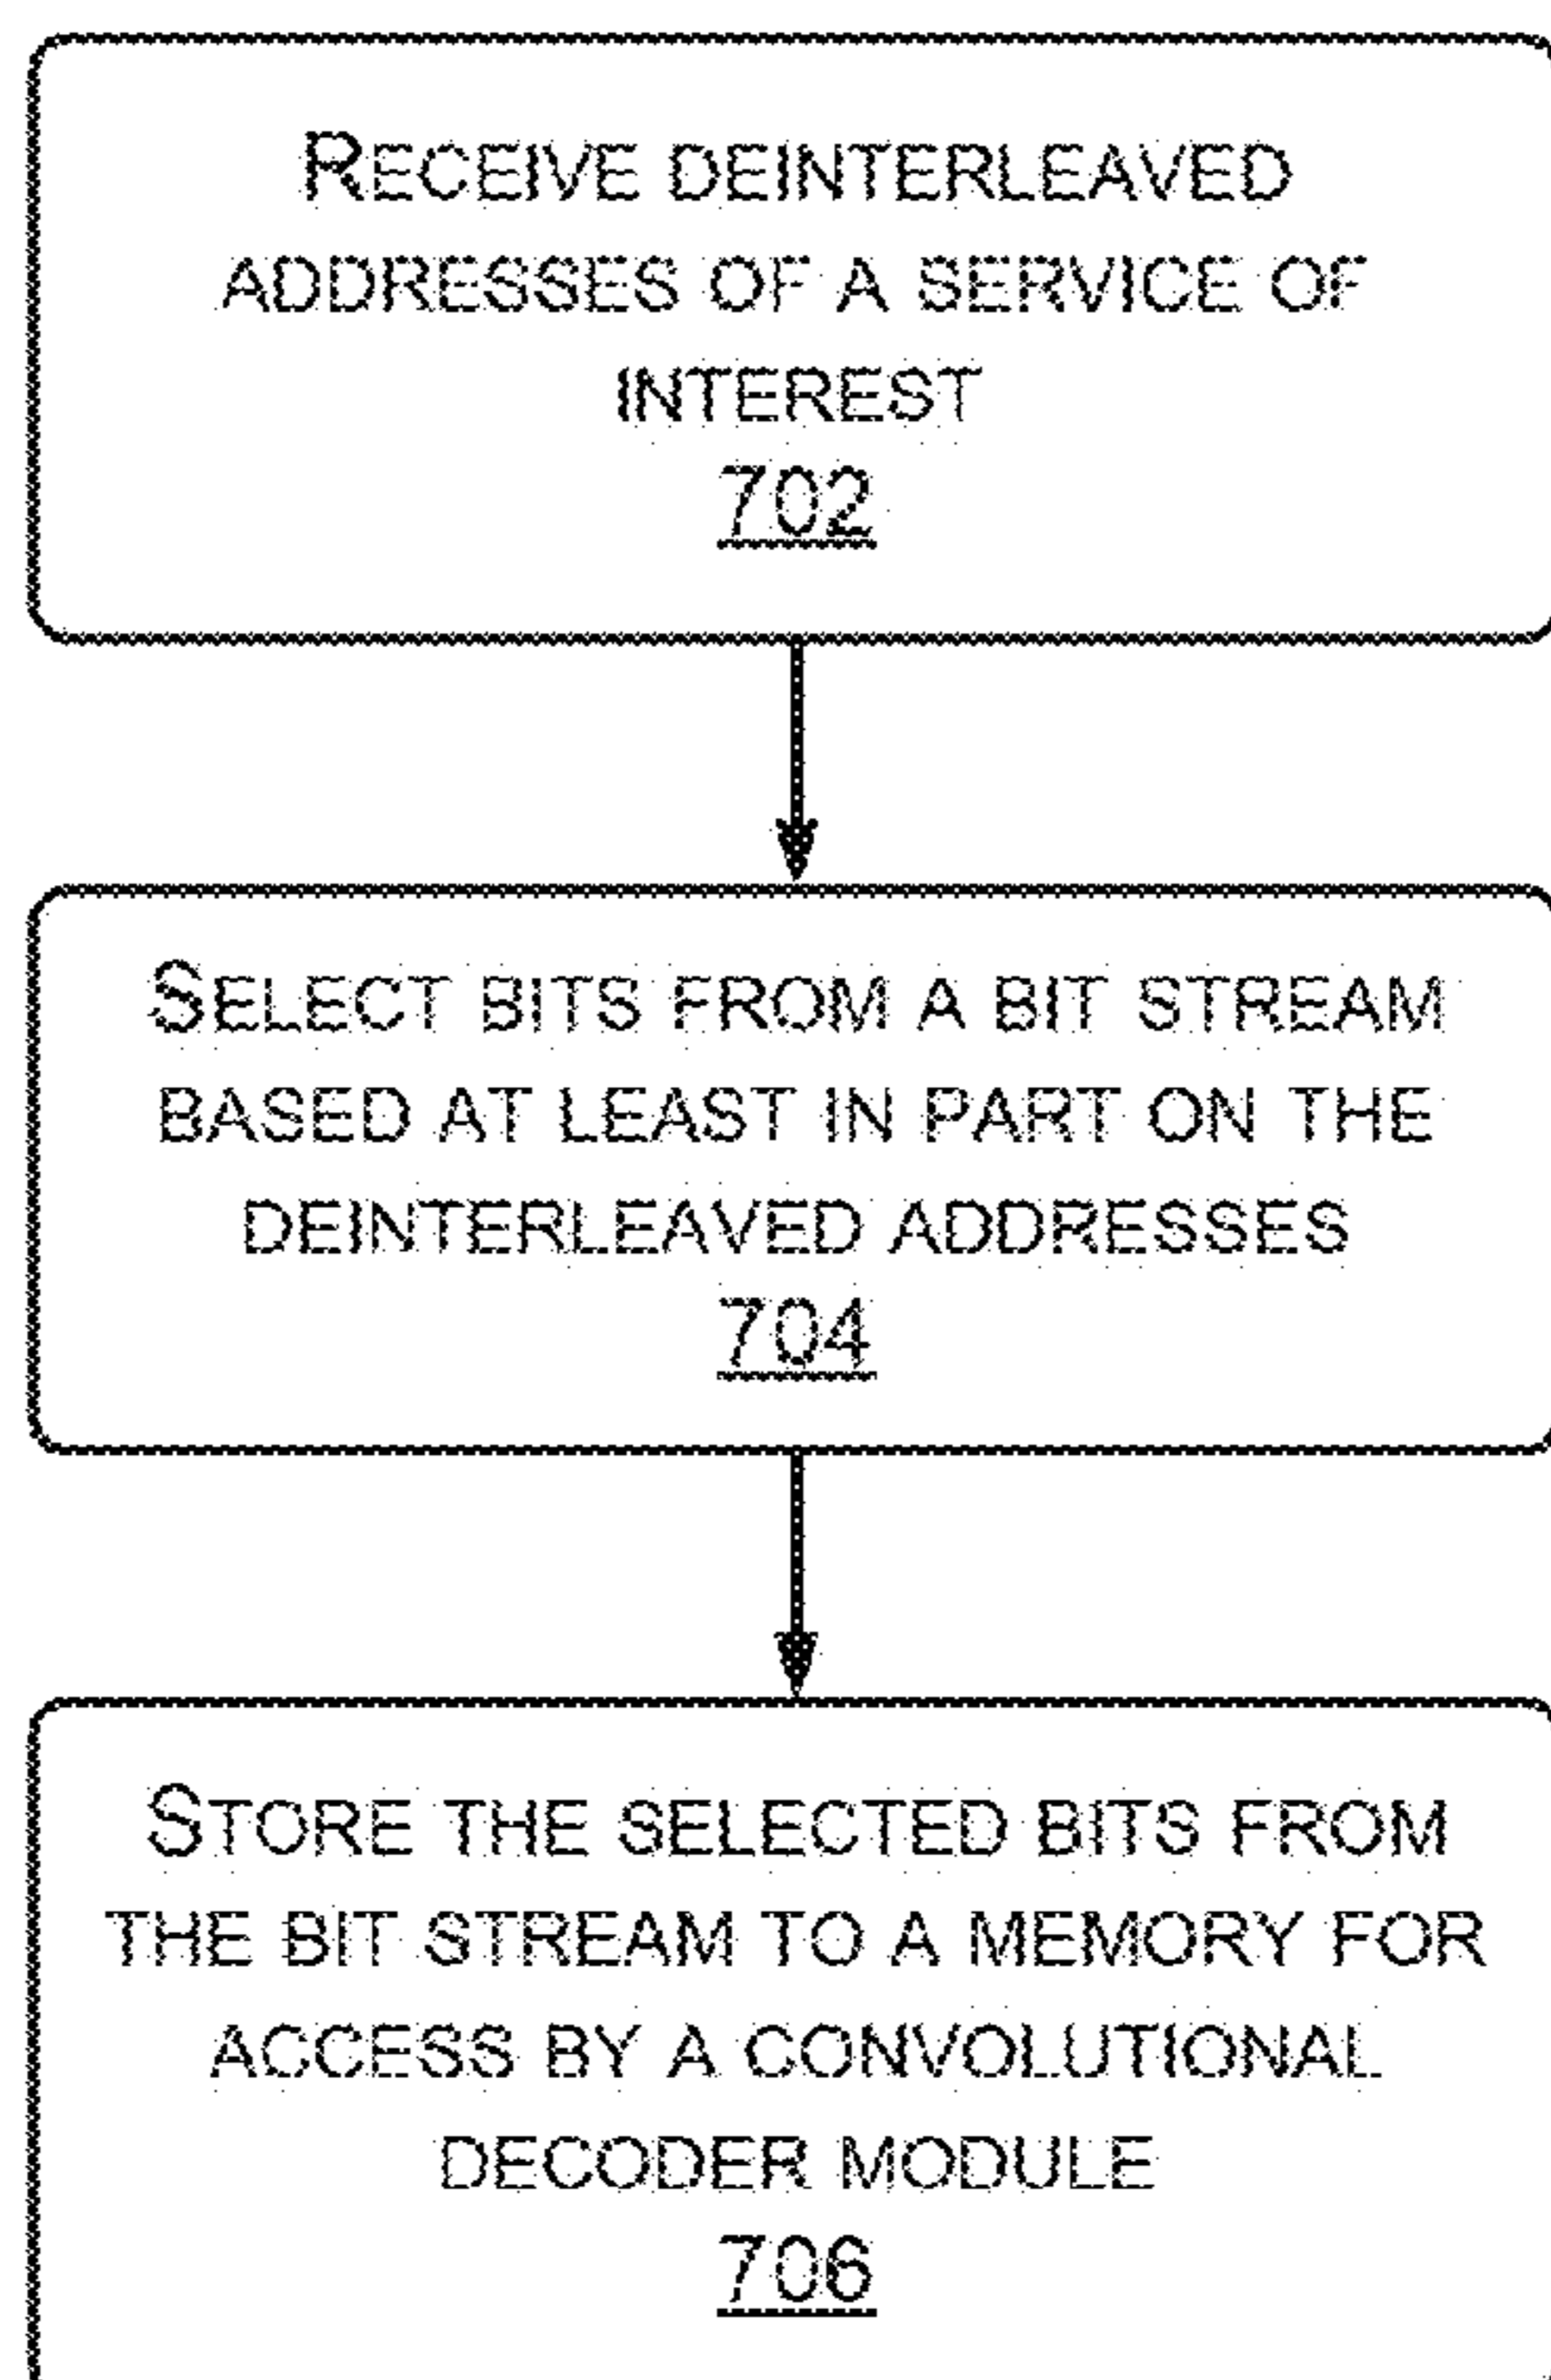 RECEIVE DEINTERLEAVED
ADDRESSES OF A SERVICE OF
INTEREST
702
SELECT BITS FROM A BIT STREAM
BASED AT LEAST IN PART ON THE
DEINTERLEAVED ADDRESSES
704
STORE THE SELECTED BITS FROM
THE BIT STREAM TO A MEMORY FOR
ACCESS BY A CONVOLUTIONAL
DECODER MODULE
706